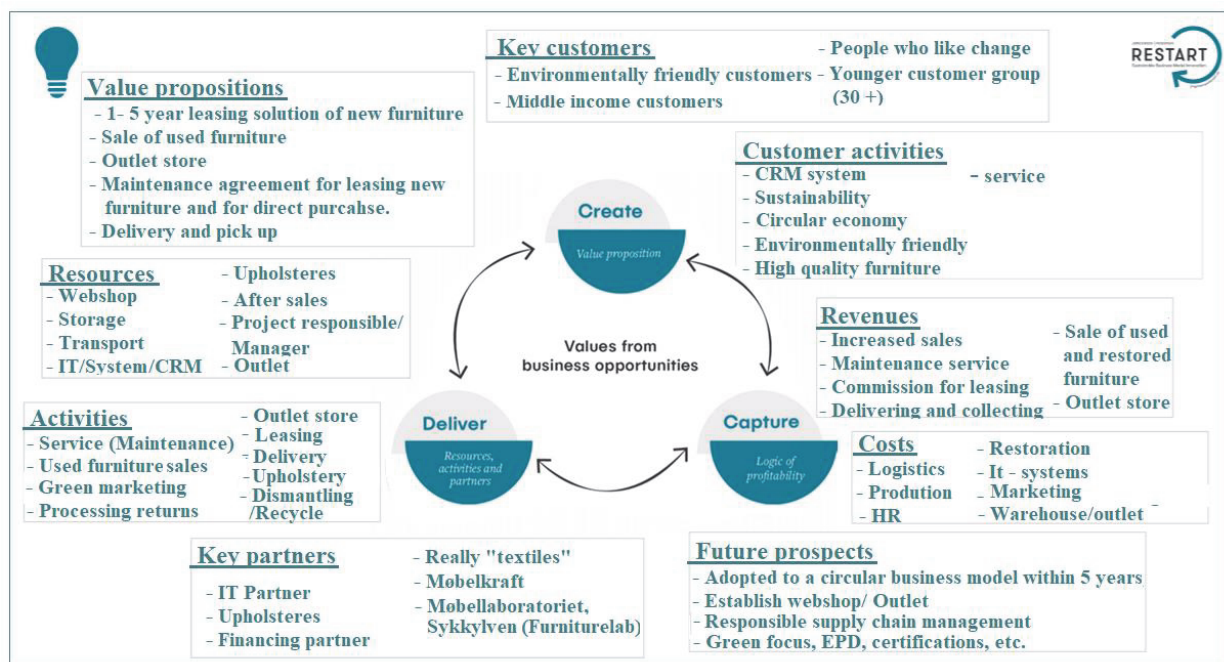 Key customers
- Environmentally friendly customers
- Middle income customers
- People who like change
- Younger customer group
(30 +)
RESTART
Value propositions
- 1- 5 year leasing solution of new furniture
- Sale of used furniture
- Outlet store
- Maintenance agreement for leasing new
furniture and for direct purcahse.
- Delivery and pick up
Customer activities
- CRM system
- Sustainability
- Circular economy
- Environmentally friendly
- High quality furniture
- service
Create
Value proposition
Resources
- Webshop
- Storage
- Transport
- IT/System/CRM
- Upholsteres
- After sales
- Project responsible/
Manager
- Outlet
Values from
business opportunities
Revenues
- Increased sales
- Maintenance service
- Commission for leasing
- Delivering and collecting
- Sale of used
and restored
furniture
- Outlet store
Activities
- Service (Maintenance)
- Used furniture sales
- Green marketing
- Processing returns
- Outlet store
- Leasing
- Delivery
- Upholstery
- Dismantling
/Recycle
Deliver
Resources,
activities and
partners
Capture
Logic of
profitability
Costs
- Logistics
- Prodution
- HR
- Restoration
- It - systems
- Marketing
- Warehouse/outlet
Key partners
- IT Partner
- Upholsteres
- Financing partner
- Really "textiles"
- Møbelkraft
- Møbellaboratoriet,
Sykkylven (Furniturelab)
Future prospects
- Adopted to a circular business model within 5 years
- Establish webshop/ Outlet
- Responsible supply chain management
- Green focus, EPD, certifications, etc.